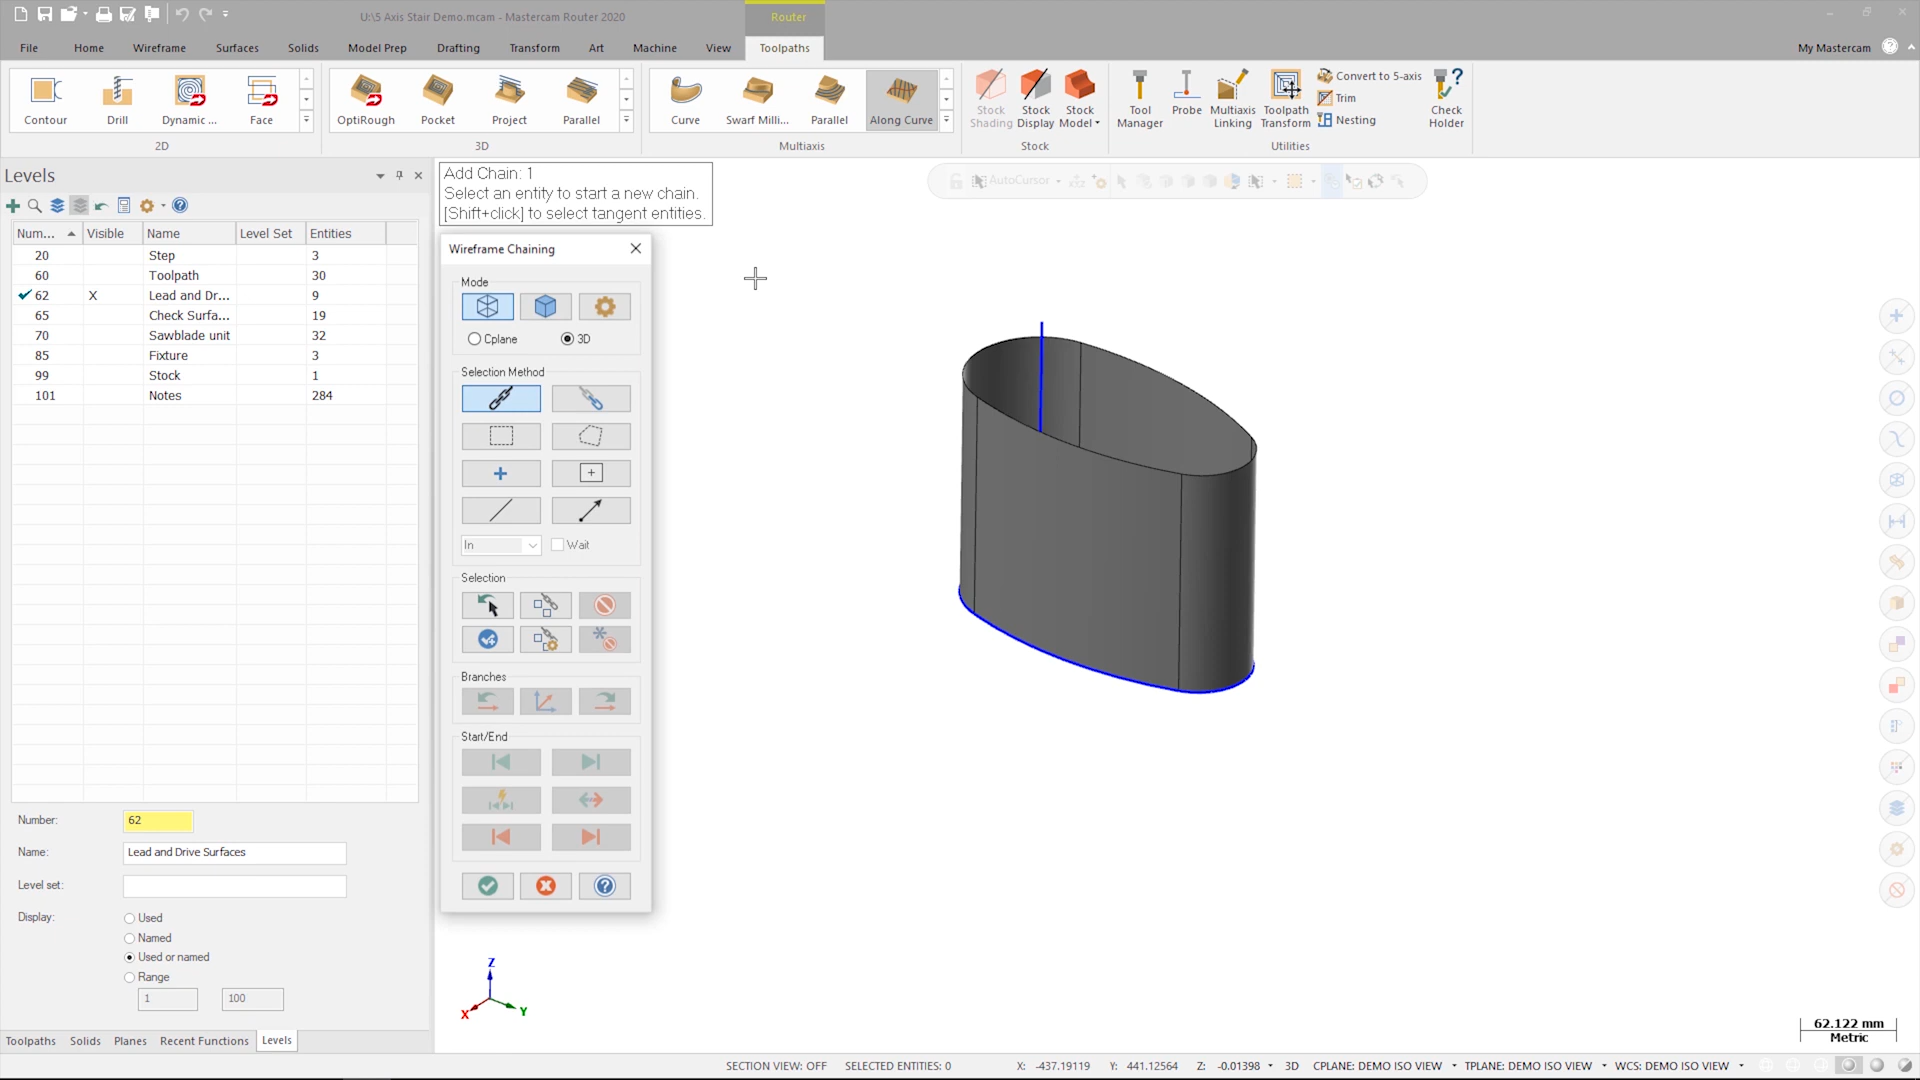 U:\5 Axis Stair Demo.mcam - Mastercam Router 2020
Router
File
Home
Wireframe
Surfaces
Solids
Model Prep
Drafting
Transform
Art
Machine
View
Toolpaths
My Mastercam
Contour
Drill
Dynamic ...
Face
2D
OptiRough
Pocket
Project
Parallel
3D
Curve
Swarf Milli...
Parallel
Along Curve
Multiaxis
Stock Shading
Stock Display
Stock Model
Stock
Tool Manager
Probe
Multiaxis Linking
Toolpath Transform
Convert to 5-axis
Trim
Nesting
Check Holder
Utilities
Levels
Num... Visible Name Level Set Entities
20 Step 3
60 Toolpath 30
62 X Lead and Dr... 9
65 Check Surfa... 19
70 Sawblade unit 32
85 Fixture 3
99 Stock 1
101 Notes 284
Number: 62
Name: Lead and Drive Surfaces
Level set:
Display:
Used
Named
Used or named
Range
1 100
Toolpaths Solids Planes Recent Functions Levels
Add Chain: 1
Select an entity to start a new chain.
[Shift+click] to select tangent entities.
AutoCursor
Wireframe Chaining
Mode
Cplane 3D
Selection Method
In Wait
Selection
Branches
Start/End
Z
X Y
62.122 mm
Metric
SECTION VIEW: OFF SELECTED ENTITIES: 0 X: -437.19119 Y: 441.12564 Z: -0.01398 3D CPLANE: DEMO ISO VIEW TPLANE: DEMO ISO VIEW WCS: DEMO ISO VIEW